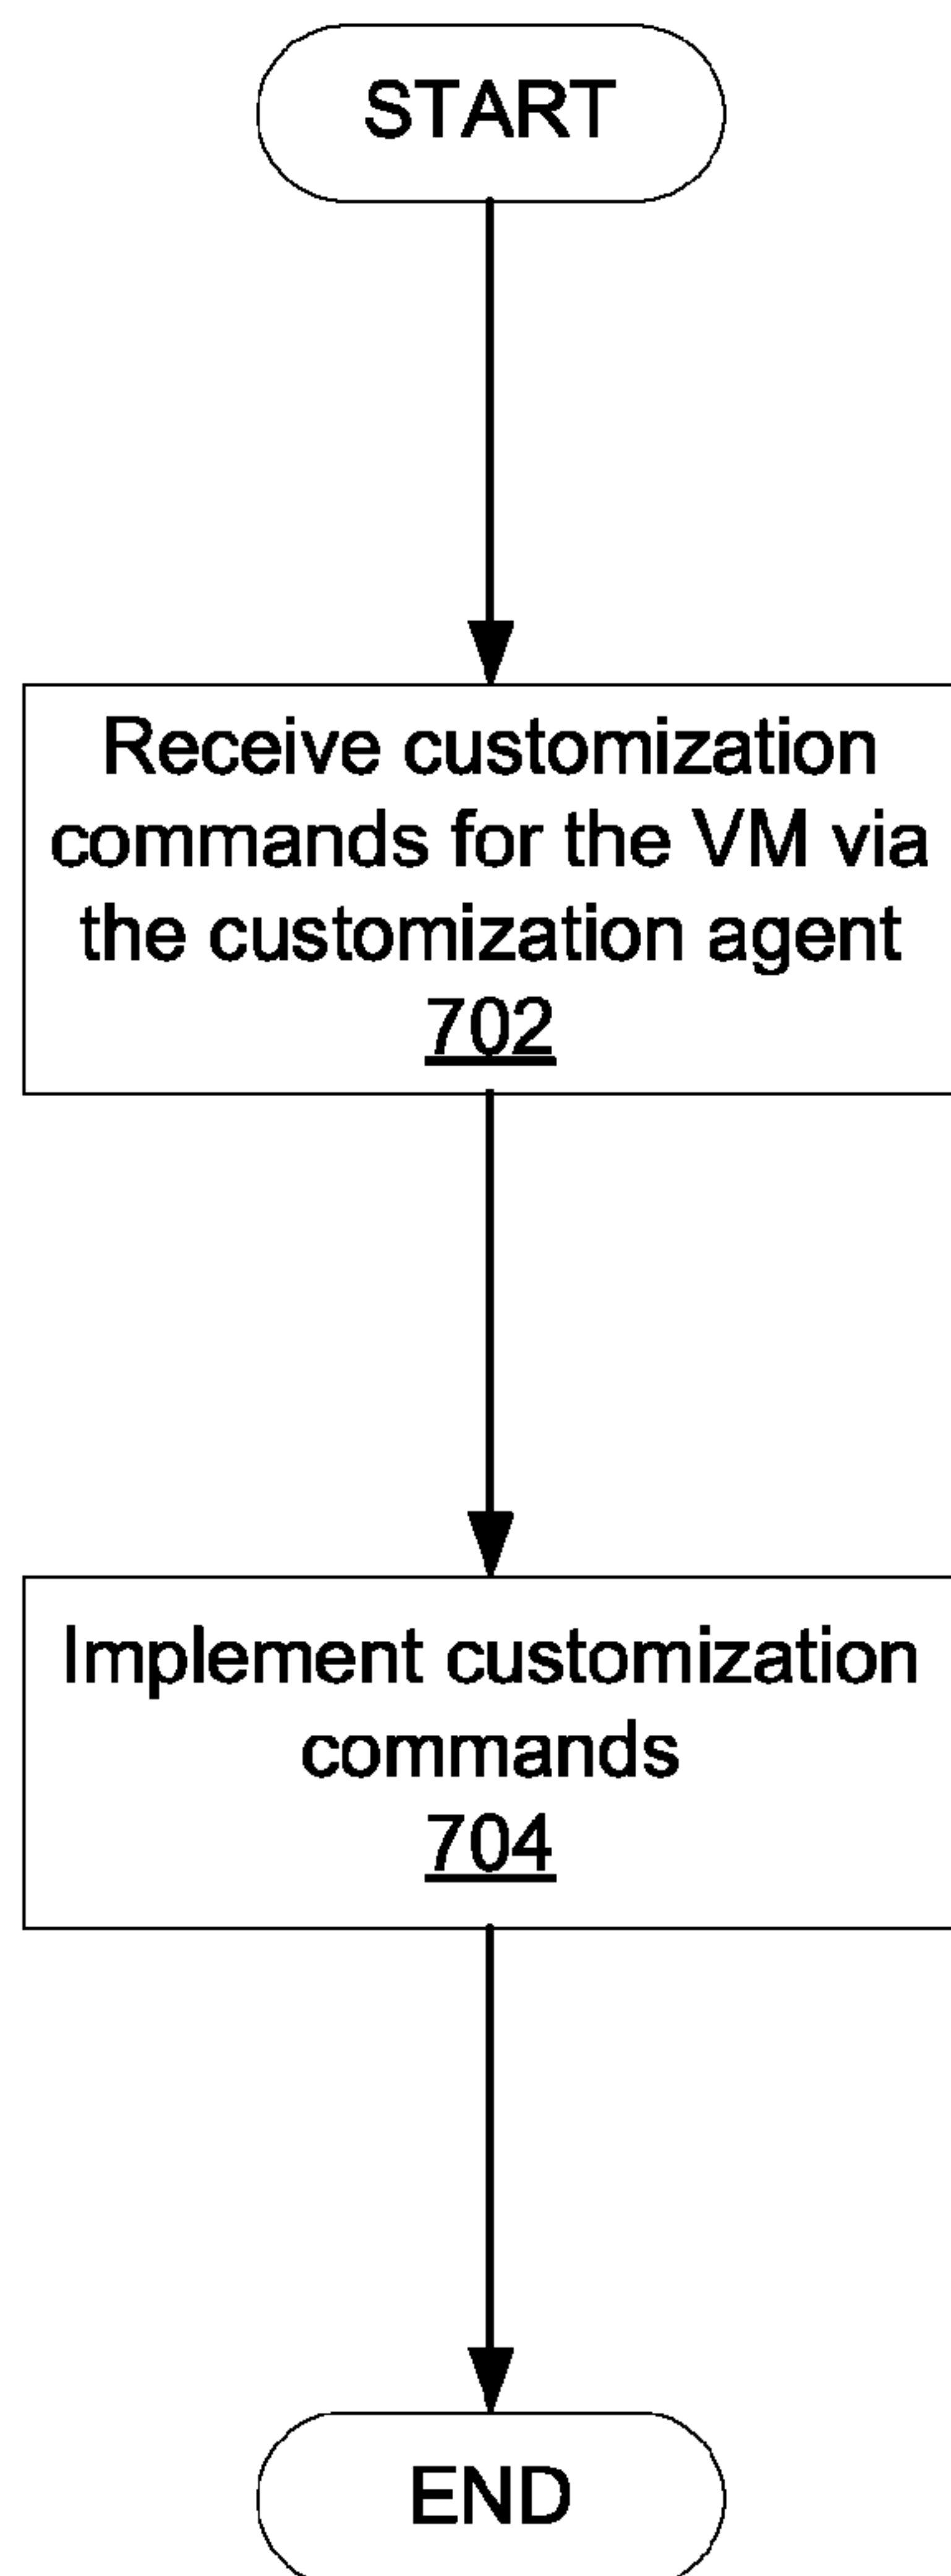 START
Receive customization
commands for the VM via
the customization agent
702
Implement customization
commands
704
END